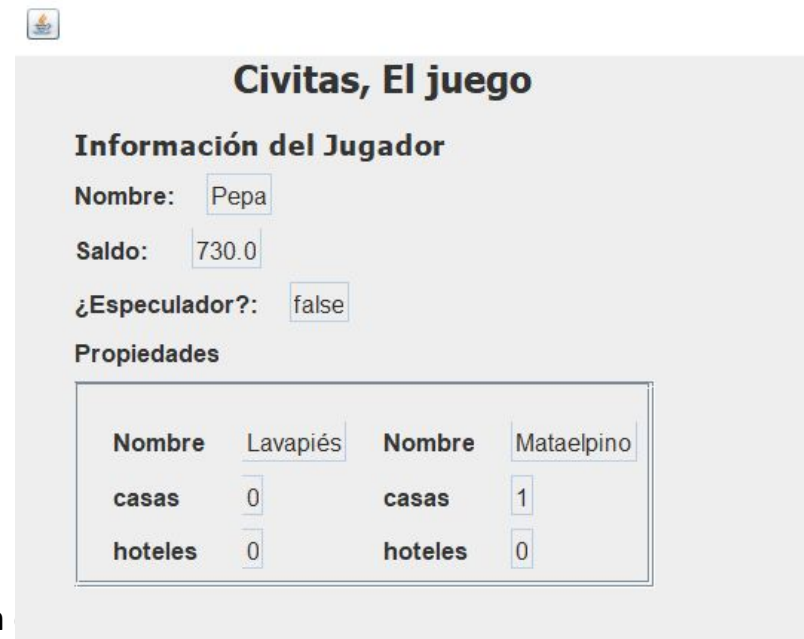 Civitas, El juego
Información del Jugador
Nombre: Pepa
Saldo: 730.0
¿Especulador?: false
Propiedades
Nombre Lavapiés Nombre Mataelpino
casas 0 casas 1
hoteles 0 hoteles 0